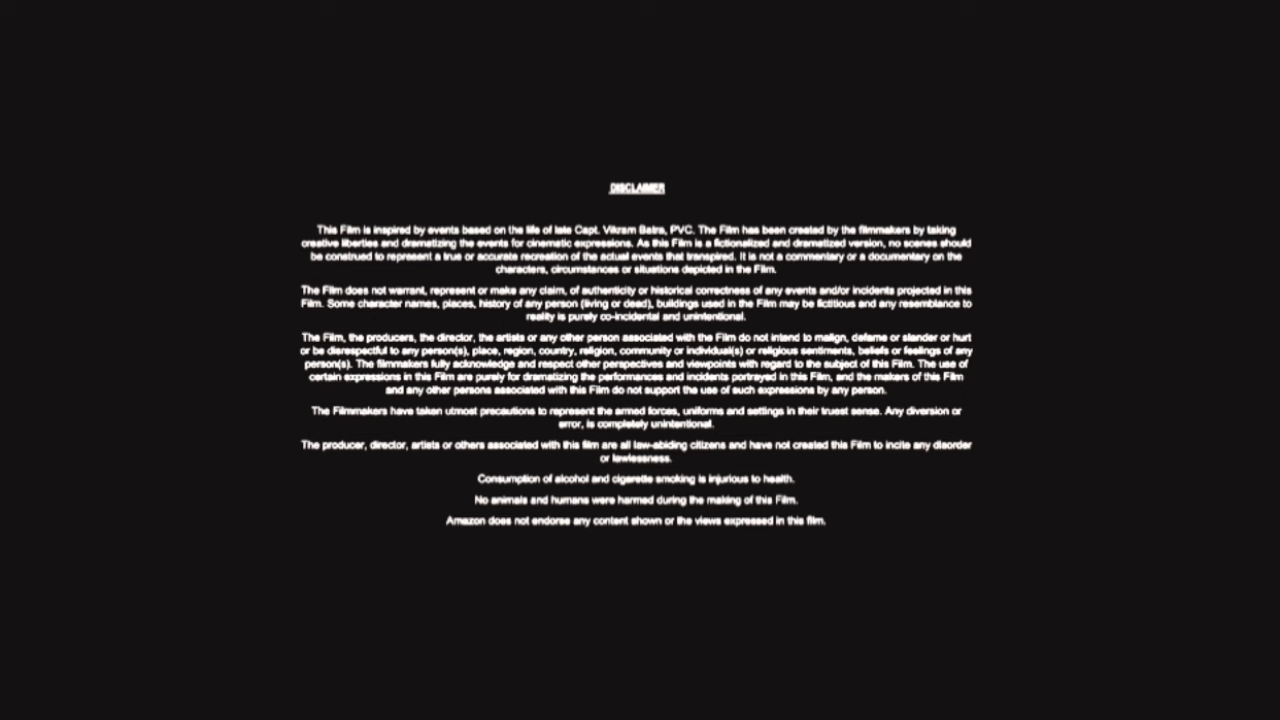 DISCLAIMER
This Film is inspired by events based on the life of late Capt. Vikram Batra, PVC. The Film has been created by the filmmakers by taking
creative liberties and dramatizing the events for cinematic expressions. As this Film is a fictionalized and dramatized version, no scenes should
be construed to represent a true or accurate recreation of the actual events that transpired. It is not a commentary or a documentary on the
characters, circumstances or situations depicted in the Film.
The Film does not warrant, represent or make any claim, of authenticity or historical correctness of any events and/or incidents projected in this
Film. Some character names, places, history of any person (living or dead), buildings used in the Film may be fictitious and any resemblance to
reality is purely co-incidental and unintentional.
The Film, the producers, the director, the artists or any other person associated with the Film do not intend to malign, defame or slander or hurt
or be disrespectful to any person(s), place, region, country, religion, community or individual(s) or religious sentiments, beliefs or feelings of any
person(s). The filmmakers fully acknowledge and respect other perspectives and viewpoints with regard to the subject of this Film. The use of
certain expressions in this Film are purely for dramatizing the performances and incidents portrayed in this Film, and the makers of this Film
and any other persons associated with this Film do not support the use of such expressions by any person.
The Filmmakers have taken utmost precautions to represent the armed forces, uniforms and settings in their truest sense. Any diversion or
error, is completely unintentional.
The producer, director, artists or others associated with this film are all law-abiding citizens and have not created this Film to incite any disorder
or lawlessness.
Consumption of alcohol and cigarette smoking is injurious to health.
No animals and humans were harmed during the making of this Film.
Amazon does not endorse any content shown or the views expressed in this film.